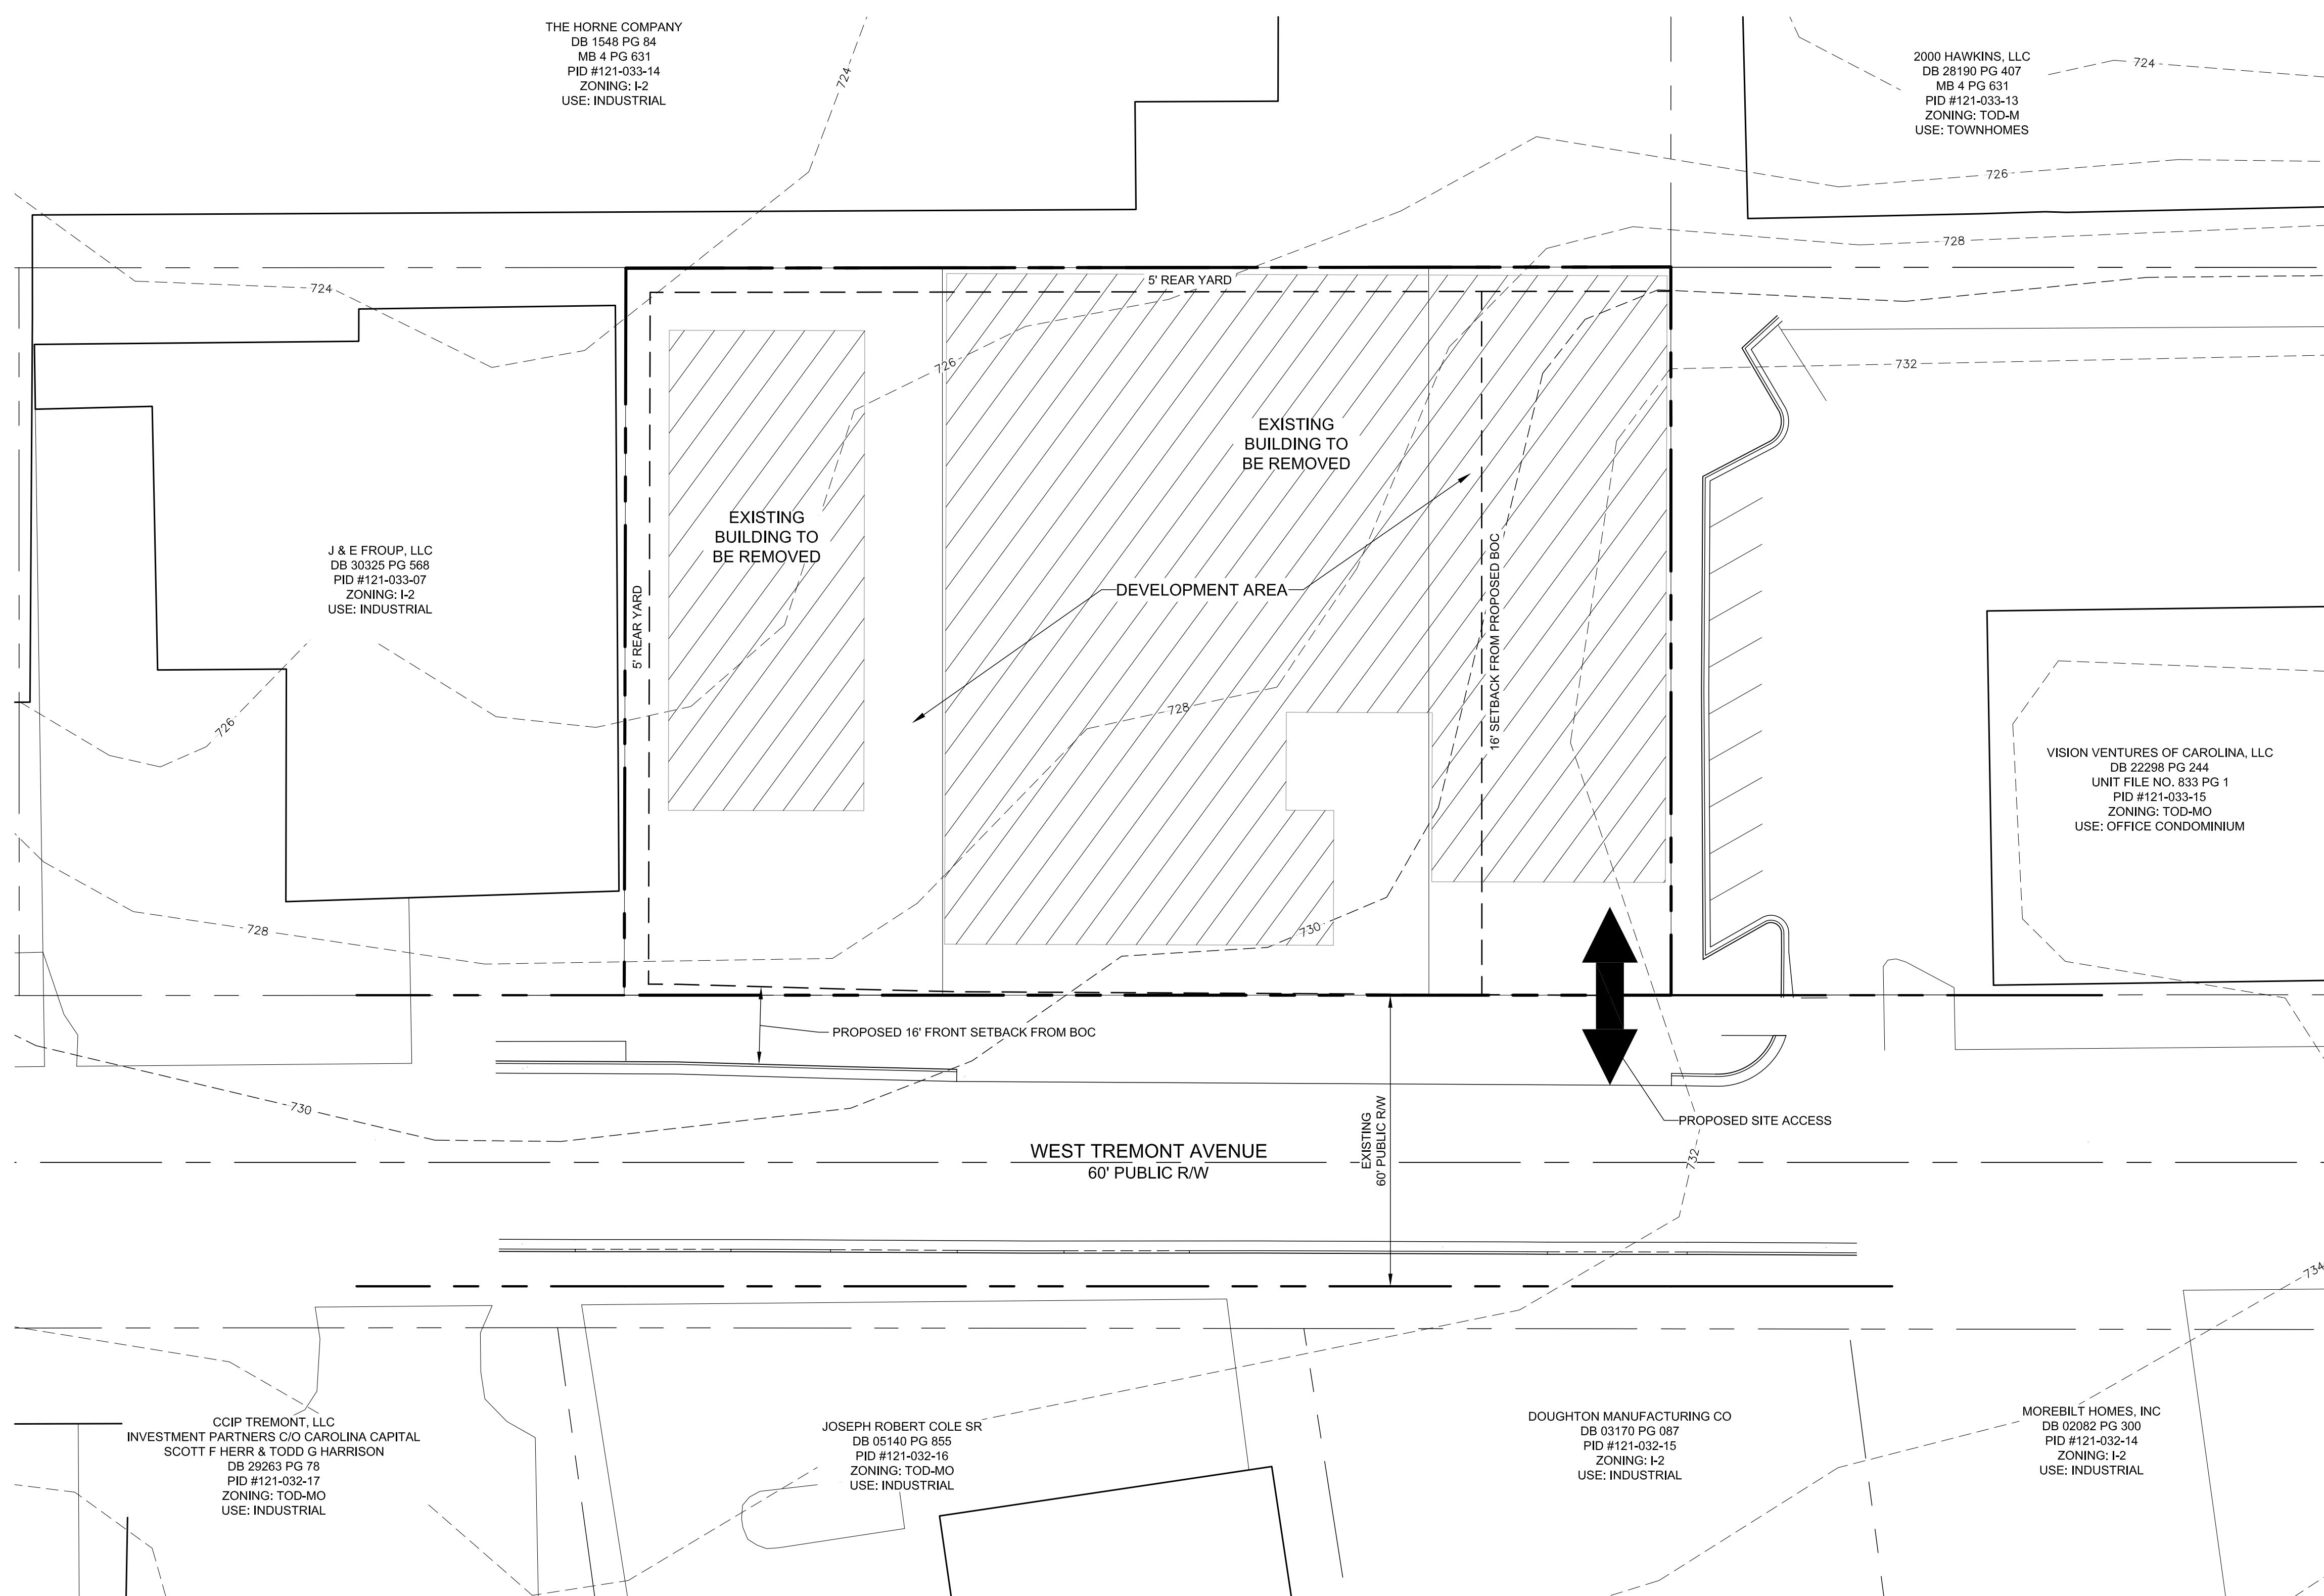 THE HORNE COMPANY
DB 1548 PG 84
MB 4 PG 631
PID #121-033-14
ZONING: I-2
USE: INDUSTRIAL
724
2000 HAWKINS, LLC
DB 28190 PG 407
MB 4 PG 631
PID #121-033-13
ZONING: TOD-M
USE: TOWNHOMES
724
726
728
724
5' REAR YARD
726
732
EXISTING
BUILDING TO
BE REMOVED
EXISTING
BUILDING TO
BE REMOVED
J & E FROUP, LLC
DB 30325 PG 568
PID #121-033-07
ZONING: I-2
USE: INDUSTRIAL
5' REAR YARD
DEVELOPMENT AREA
16' SETBACK FROM PROPOSED BOC
726
728
VISION VENTURES OF CAROLINA, LLC
DB 22298 PG 244
UNIT FILE NO. 833 PG 1
PID #121-033-15
ZONING: TOD-MO
USE: OFFICE CONDOMINIUM
728
730
PROPOSED 16' FRONT SETBACK FROM BOC
730
PROPOSED SITE ACCESS
WEST TREMONT AVENUE
60' PUBLIC R/W
EXISTING
60' PUBLIC R/W
732
734
CCIP TREMONT, LLC
INVESTMENT PARTNERS C/O CAROLINA CAPITAL
SCOTT F HERR & TODD G HARRISON
DB 29263 PG 78
PID #121-032-17
ZONING: TOD-MO
USE: INDUSTRIAL
JOSEPH ROBERT COLE SR
DB 05140 PG 855
PID #121-032-16
ZONING: TOD-MO
USE: INDUSTRIAL
DOUGHTON MANUFACTURING CO
DB 03170 PG 087
PID #121-032-15
ZONING: I-2
USE: INDUSTRIAL
MOREBILT HOMES, INC
DB 02082 PG 300
PID #121-032-14
ZONING: I-2
USE: INDUSTRIAL